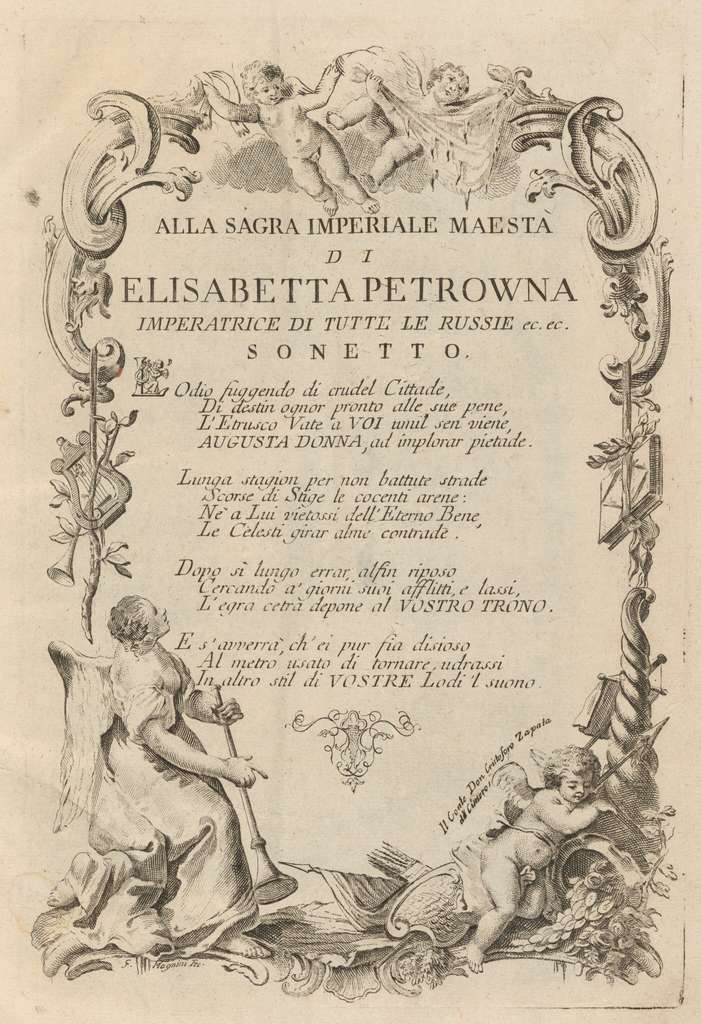 ALLA SAGRA IMPERIALE MAESTÀ
DI
ELISABETTA PETROWNA
IMPERATRICE DI TUTTE LE RUSSIE ec. ec.
SONETTO.
Odio fuggendo di crudel Cittade,
Di destin ognor pronto alle sue pene,
L'Etrusco Vate a VOI umil sen viene,
AUGUSTA DONNA, ad implorar pietade.
Lunga stagion per non battute strade
Scorse di Stige le cocenti arene:
Nè a Lui vietossi dell'Eterno Bene
Le Celesti girar alme contrade.
Dopo sì lungo errar, alfin riposo
Cercando a' giorni suoi afflitti, e lassi,
L'egra cetra depone al VOSTRO TRONO.
E s'avverrà, ch'ei pur fia disioso
Al metro usato di tornare, udrassi
In altro stil di VOSTRE Lodi 'l suono.
Il Conte Don Cristoforo Zapata
de Cisneros
F.